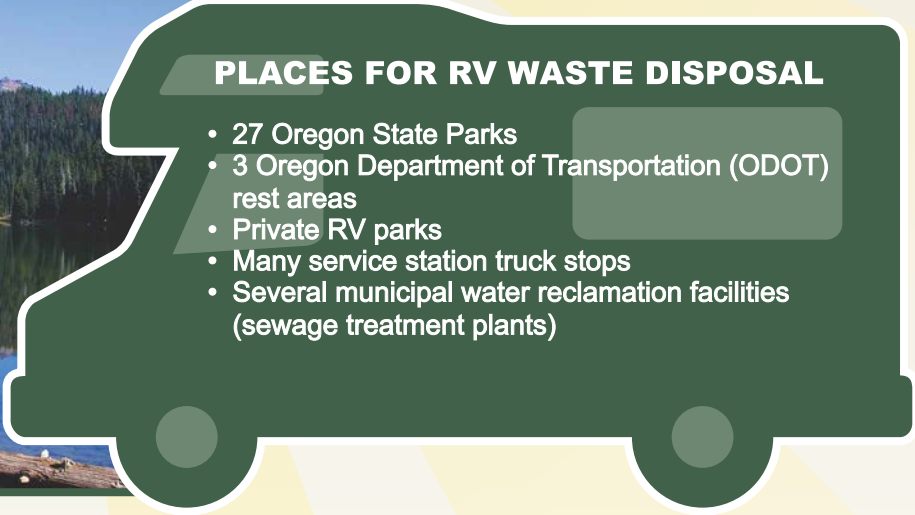 PLACES FOR RV WASTE DISPOSAL
• 27 Oregon State Parks
• 3 Oregon Department of Transportation (ODOT)
rest areas
• Private RV parks
• Many service station truck stops
• Several municipal water reclamation facilities
(sewage treatment plants)